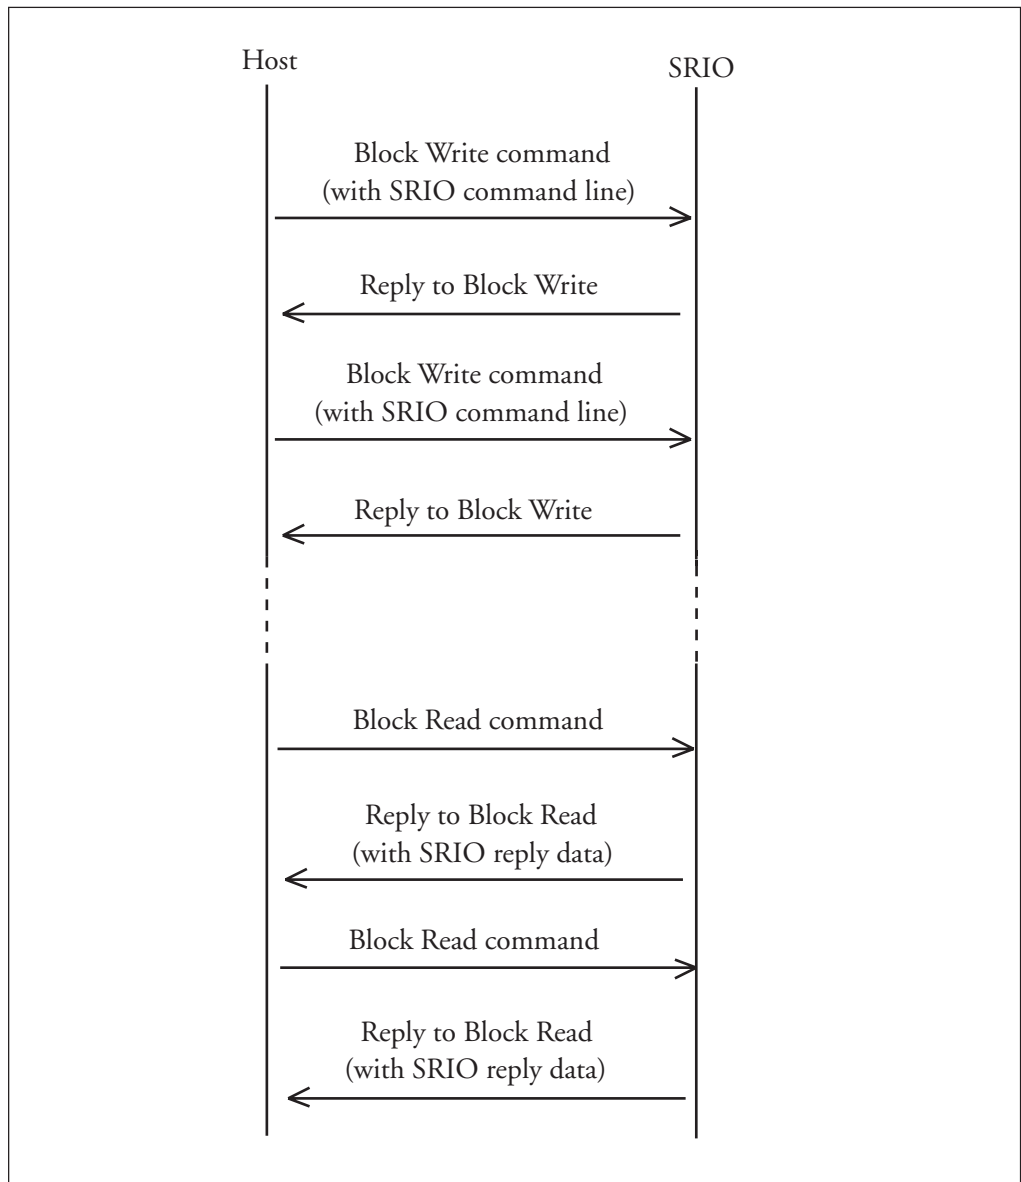 Host
SRIO
Block Write command
(with SRIO command line)
Reply to Block Write
Block Write command
(with SRIO command line)
Reply to Block Write
Block Read command
Reply to Block Read
(with SRIO reply data)
Block Read command
Reply to Block Read
(with SRIO reply data)